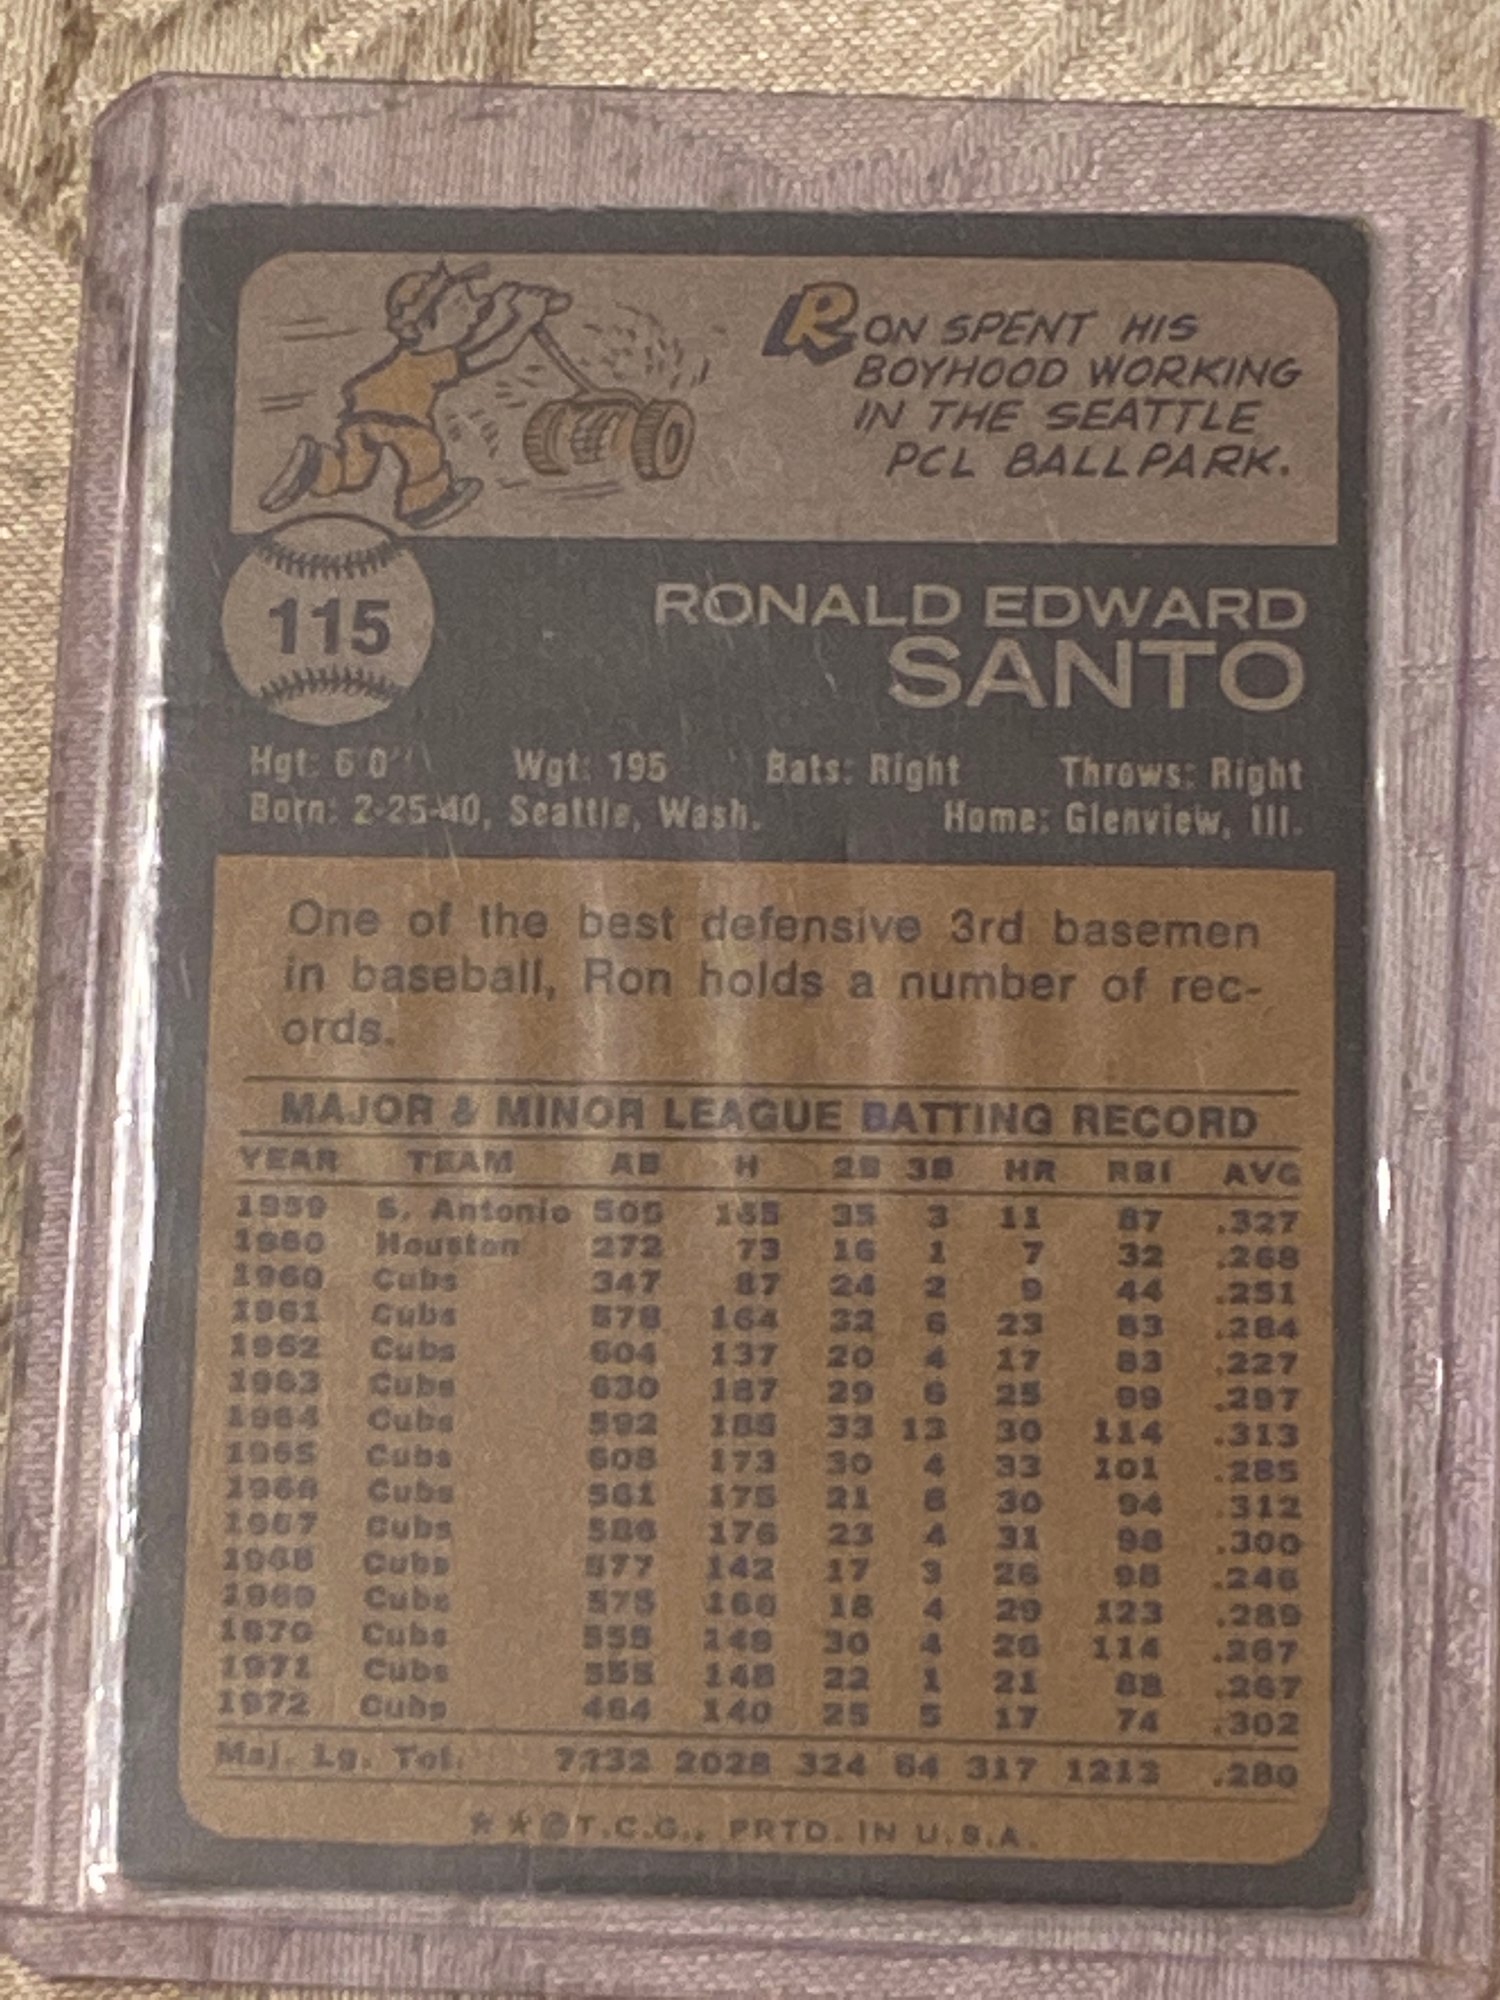 RON SPENT HIS
BOYHOOD WORKING
IN THE SEATTLE
PCL BALLPARK.
115
RONALD EDWARD
SANTO
Hgt: 6'0" Wgt: 195 Bats: Right Throws: Right
Born: 2-25-40, Seattle, Wash. Home: Glenview, Ill.
One of the best defensive 3rd basemen
in baseball, Ron holds a number of rec-
ords.
MAJOR & MINOR LEAGUE BATTING RECORD
YEAR TEAM AB H 2B 3B HR RBI AVG
1959 S. Antonio 505 165 35 3 11 87 .327
1960 Houston 272 73 16 1 7 32 .268
1960 Cubs 347 87 24 2 9 44 .251
1961 Cubs 578 164 32 6 23 83 .284
1962 Cubs 604 137 20 4 17 83 .227
1963 Cubs 630 187 29 6 25 99 .297
1964 Cubs 592 185 33 13 30 114 .313
1965 Cubs 608 173 30 4 33 101 .285
1966 Cubs 561 175 21 8 30 94 .312
1967 Cubs 586 176 23 4 31 98 .300
1968 Cubs 577 142 17 3 26 98 .246
1969 Cubs 575 166 18 4 29 123 .289
1970 Cubs 555 148 30 4 26 114 .267
1971 Cubs 555 148 22 1 21 88 .267
1972 Cubs 464 140 25 5 17 74 .302
Maj. Lg. Tot. 7232 2028 324 64 317 1213 .280
**©T.C.G., PRTD. IN U.S.A.